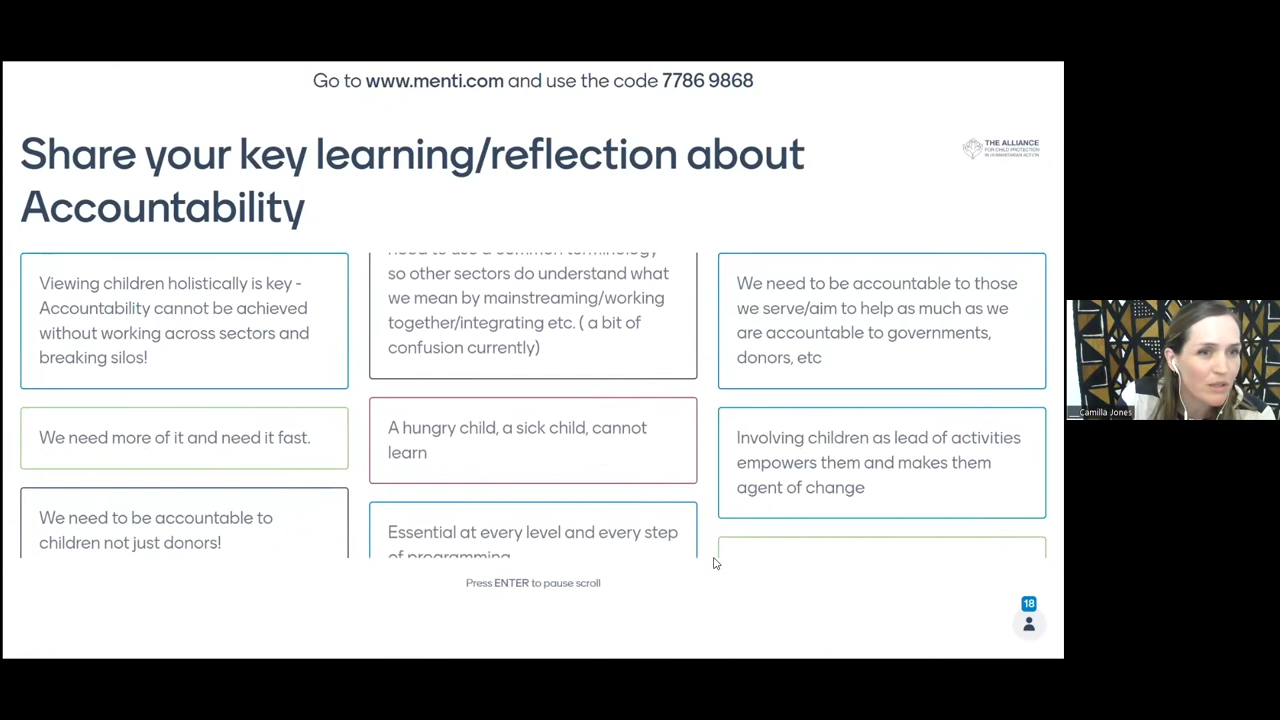 Go to www.menti.com and use the code 7786 9868
Share your key learning/reflection about
Accountability
THE ALLIANCE
FOR CHILD PROTECTION
IN HUMANITARIAN ACTION
Viewing children holistically is key -
Accountability cannot be achieved
without working across sectors and
breaking silos!
We need more of it and need it fast.
We need to be accountable to
children not just donors!
need to use a common terminology
so other sectors do understand what
we mean by mainstreaming/working
together/integrating etc. ( a bit of
confusion currently)
A hungry child, a sick child, cannot
learn
Essential at every level and every step
of programming
We need to be accountable to those
we serve/aim to help as much as we
are accountable to governments,
donors, etc
Involving children as lead of activities
empowers them and makes them
agent of change
Press ENTER to pause scroll
18
Camilla Jones